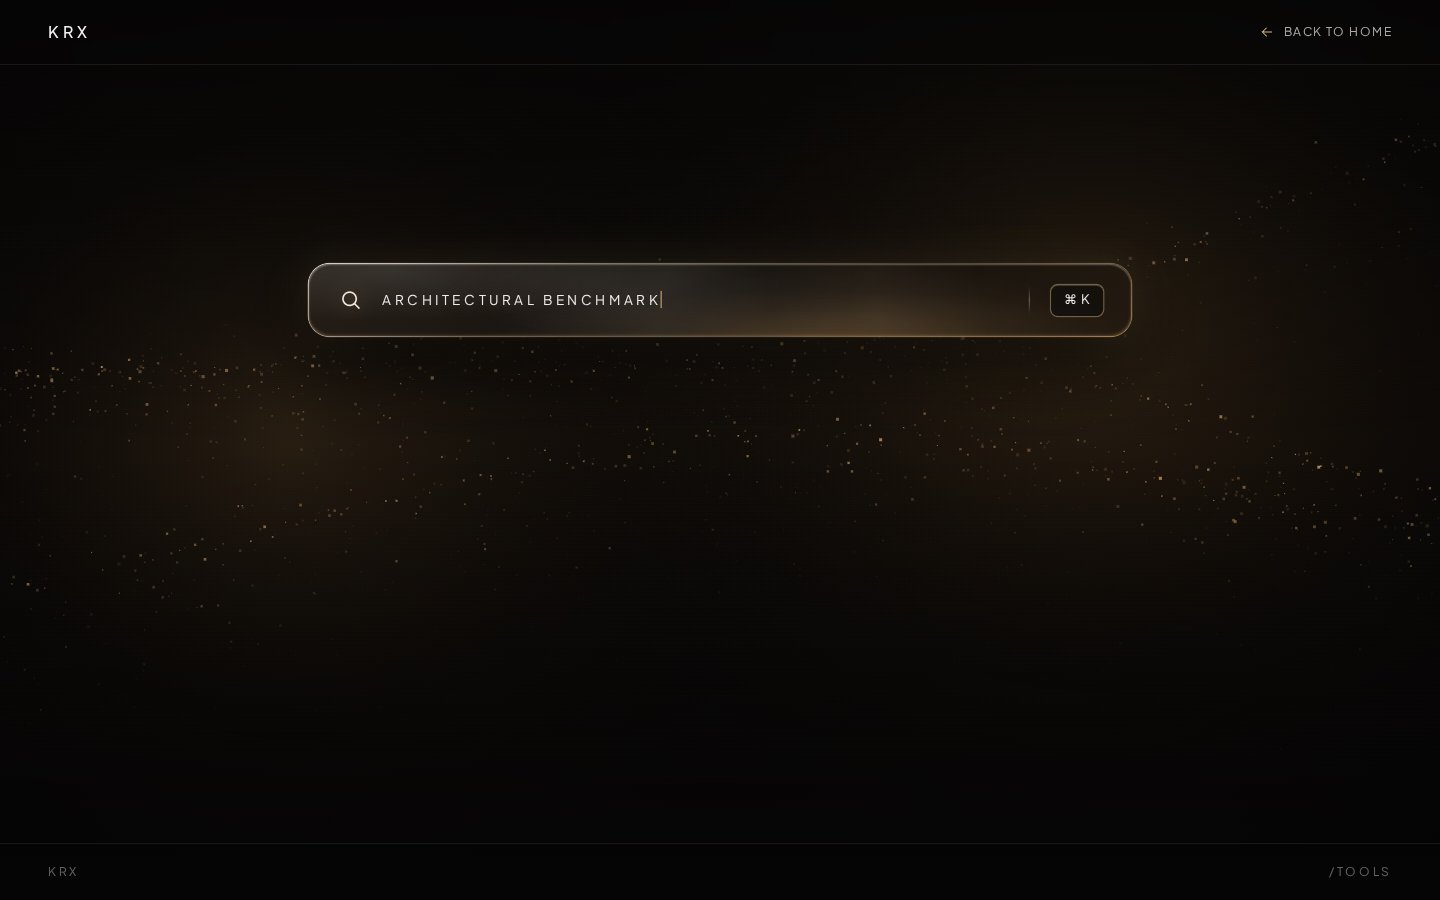 KRX
← BACK TO HOME
ARCHITECTURAL BENCHMARK
⌘ K
KRX
/TOOLS